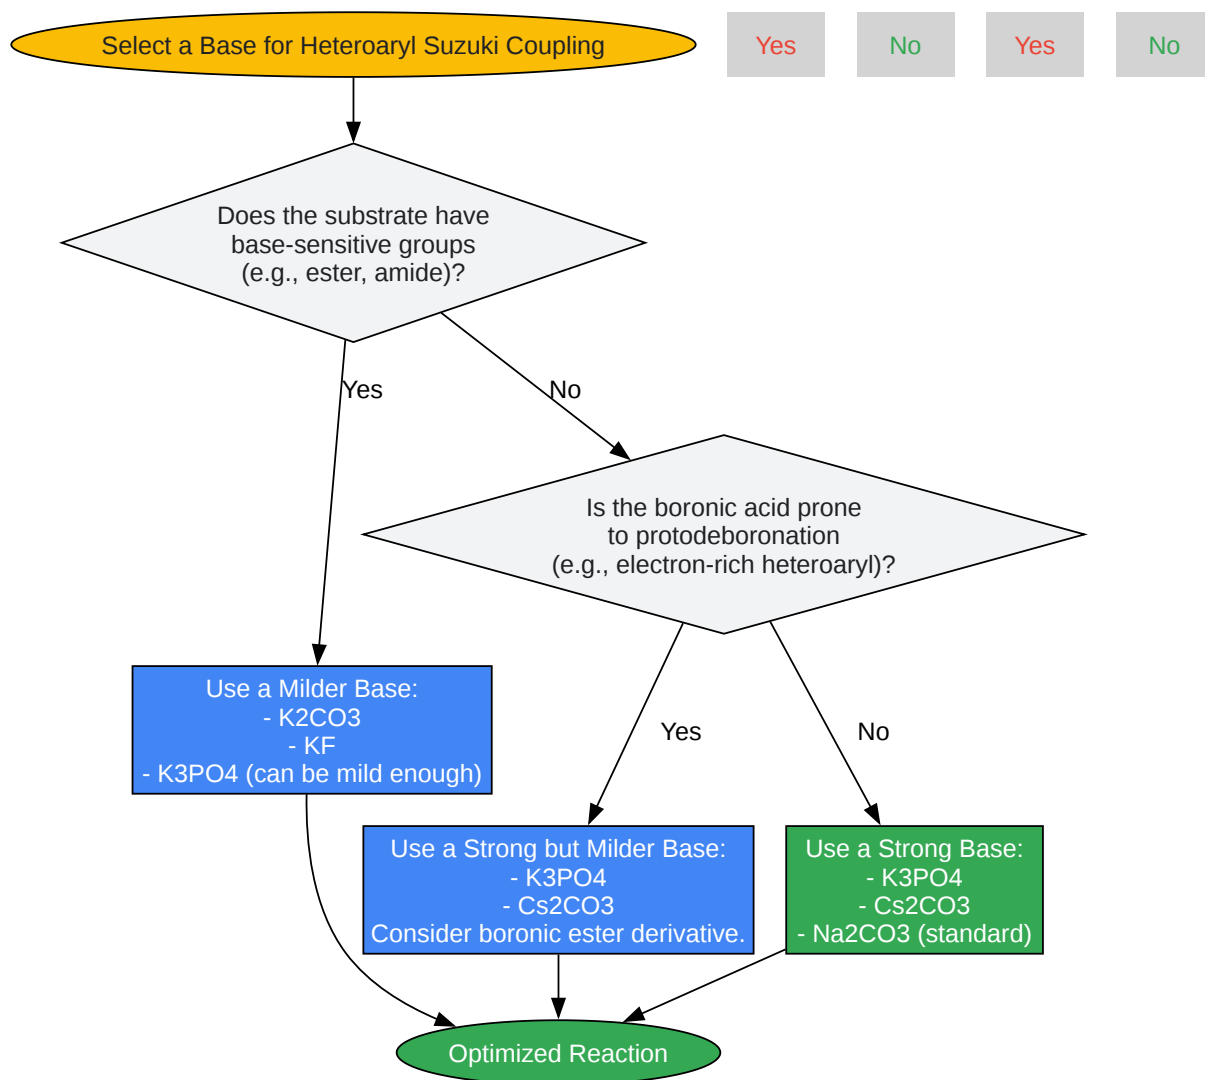 Select a Base for Heteroaryl Suzuki Coupling
Yes
No
Yes
No
Does the substrate have
base-sensitive groups
(e.g., ester, amide)?
Yes
No
Is the boronic acid prone
to protodeboronation
(e.g., electron-rich heteroaryl)?
Use a Milder Base:
- K2CO3
- KF
- K3PO4 (can be mild enough)
Yes
No
Use a Strong but Milder Base:
- K3PO4
- Cs2CO3
Consider boronic ester derivative.
Use a Strong Base:
- K3PO4
- Cs2CO3
- Na2CO3 (standard)
Optimized Reaction